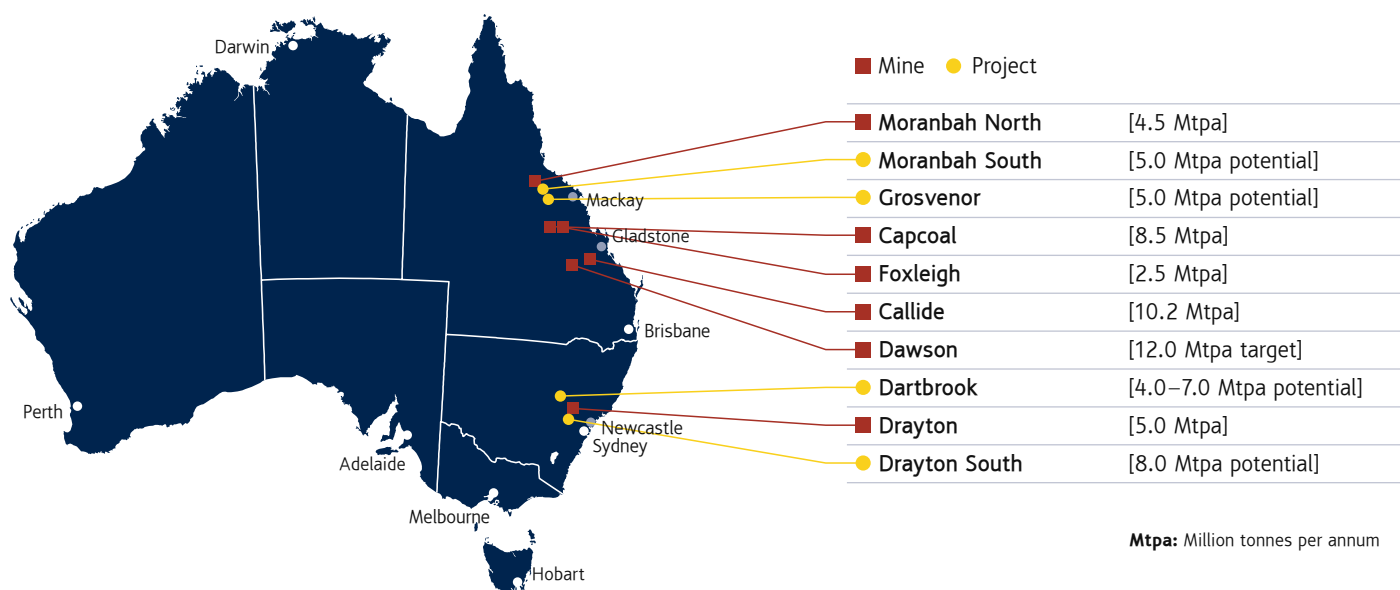 Darwin
Mine
Project
Moranbah North [4.5 Mtpa]
Moranbah South [5.0 Mtpa potential]
Grosvenor [5.0 Mtpa potential]
Mackay
Capcoal [8.5 Mtpa]
Gladstone
Foxleigh [2.5 Mtpa]
Callide [10.2 Mtpa]
Brisbane
Dawson [12.0 Mtpa target]
Dartbrook [4.0–7.0 Mtpa potential]
Perth
Drayton [5.0 Mtpa]
Newcastle
Sydney
Adelaide
Drayton South [8.0 Mtpa potential]
Melbourne
Mtpa: Million tonnes per annum
Hobart